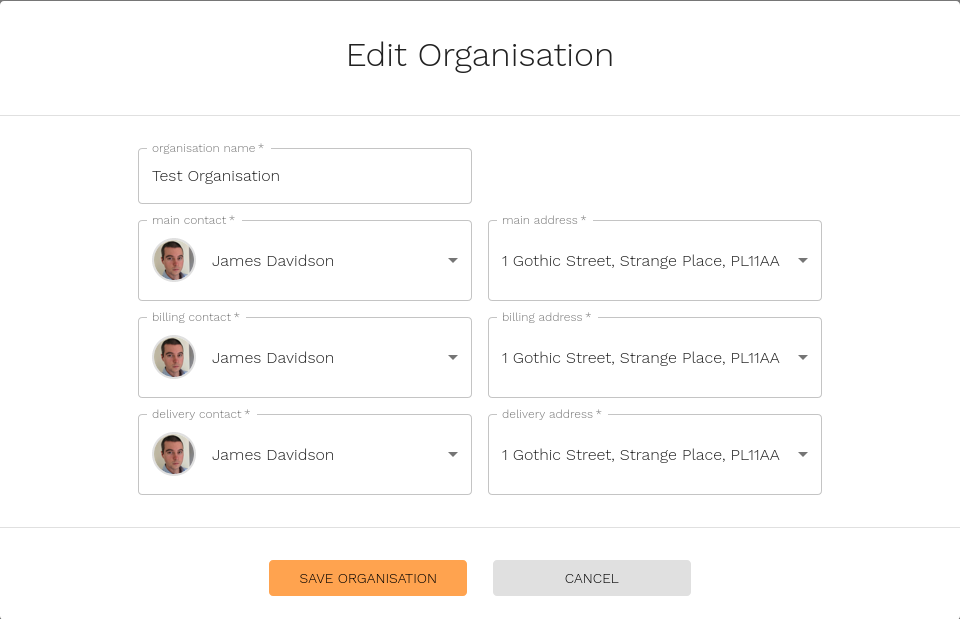 Edit Organisation
organisation name *
Test Organisation
main contact *
main address *
James Davidson
1 Gothic Street, Strange Place, PL11AA
billing contact *
billing address *
James Davidson
1 Gothic Street, Strange Place, PL11AA
delivery contact *
delivery address *
James Davidson
1 Gothic Street, Strange Place, PL11AA
SAVE ORGANISATION
CANCEL